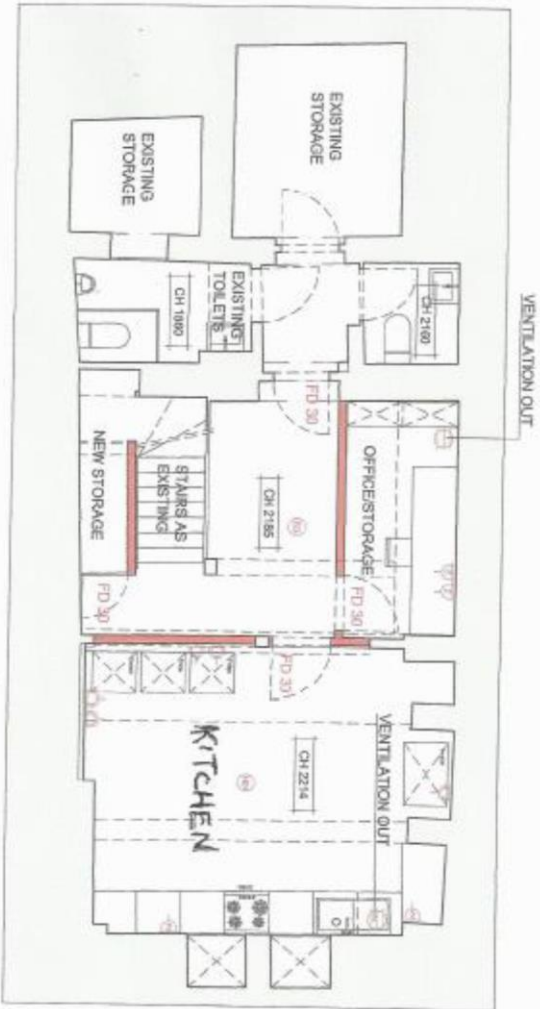 EXISTING
STORAGE
EXISTING
STORAGE
VENTILATION OUT
EXISTING
TOILETS
CH 1880
CH 2160
FD 30
OFFICE/STORAGE
NEW STORAGE
STAIRS AS
EXISTING
CH 2185
FD 30
FD 30
FD 30
VENTILATION OUT
CH 2214
KITCHEN